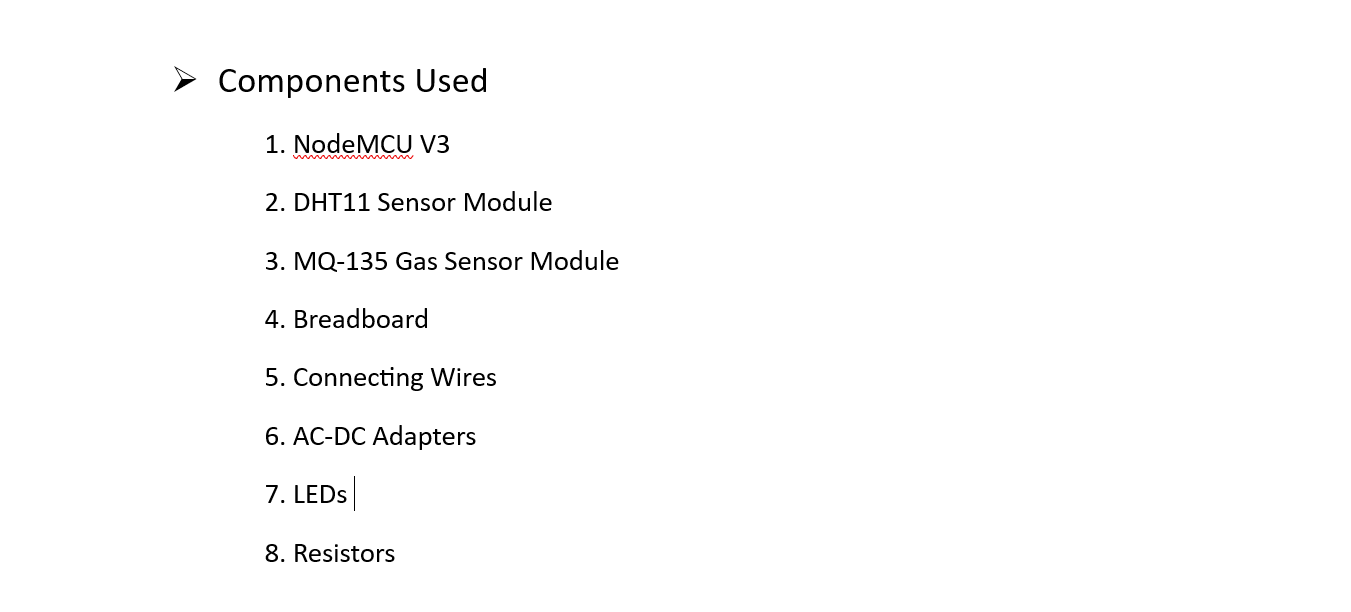 ➢ Components Used
1. NodeMCU V3
2. DHT11 Sensor Module
3. MQ-135 Gas Sensor Module
4. Breadboard
5. Connecting Wires
6. AC-DC Adapters
7. LEDs
8. Resistors